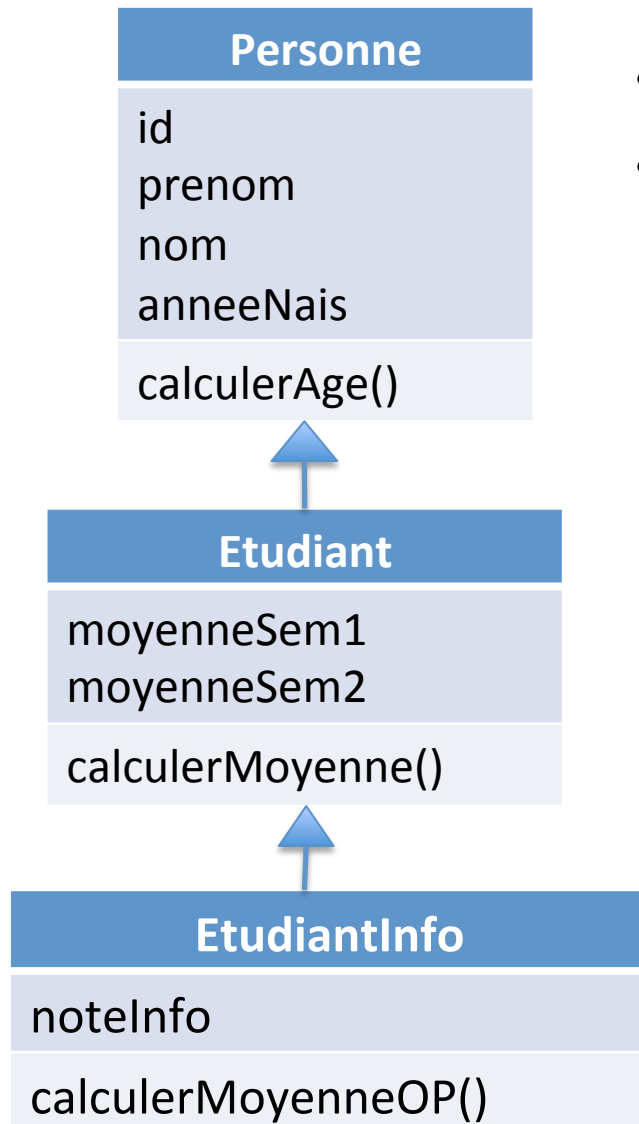 Personne
id
prenom
nom
anneeNais
calculerAge()
Etudiant
moyenneSem1
moyenneSem2
calculerMoyenne()
EtudiantInfo
noteInfo
calculerMoyenneOP()